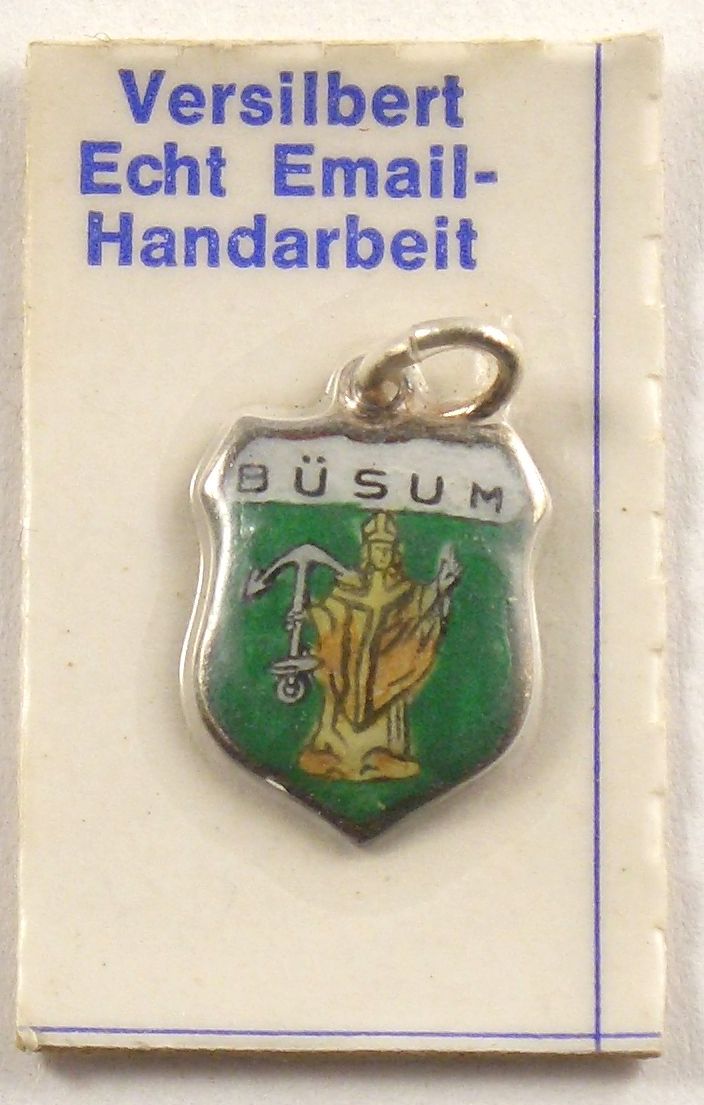 Versilbert
Echt Email-
Handarbeit
BÜSUM